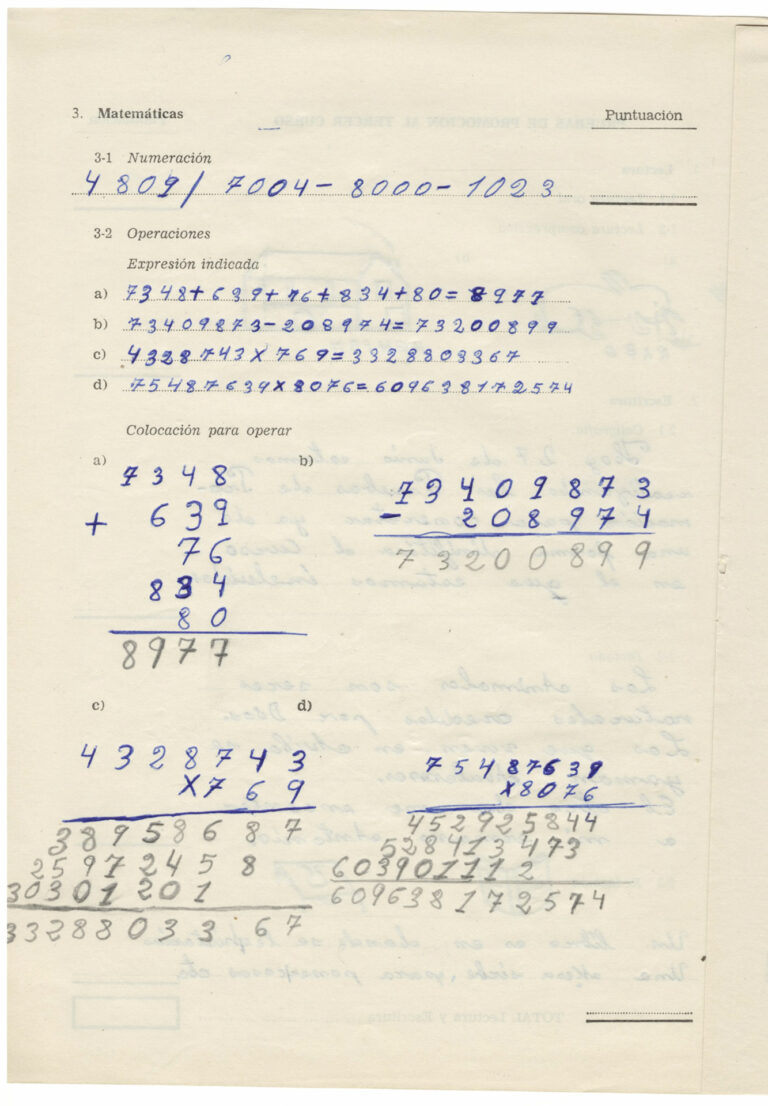 3. Matemáticas
Puntuación
3-1 Numeración
4809/ 7004- 8000-1023
3-2 Operaciones
Expresión indicada
a) 7348+639+76+834+80=8977
b) 73409873-208974=73200899
c) 4328743X769=3328803367
d) 75487639X8076=609638172574
Colocación para operar
a)
7348
+ 639
76
834
80
8977
b)
73409873
- 208974
73200899
c)
4328743
X769
38958687
25972458
30301201
3328803367
d)
75487639
X8076
452925844
528413473
603901112
609638172574